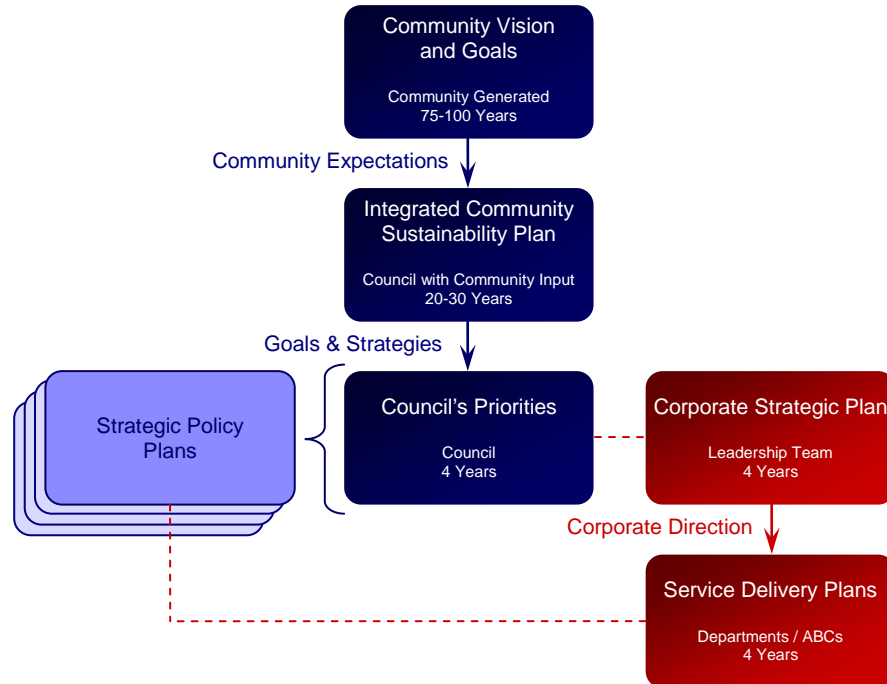 Community Vision
and Goals
Community Generated
75-100 Years
Community Expectations
Integrated Community
Sustainability Plan
Council with Community Input
20-30 Years
Goals & Strategies
Strategic Policy
Plans
Council's Priorities
Council
4 Years
Corporate Strategic Plan
Leadership Team
4 Years
Corporate Direction
Service Delivery Plans
Departments / ABCs
4 Years